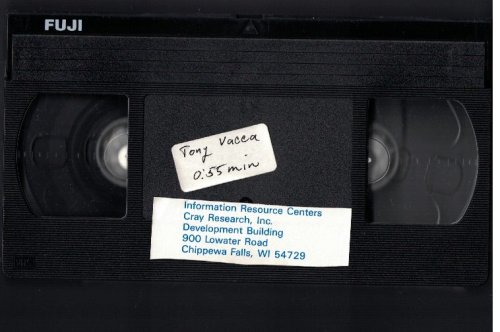 FUJI
Tony Vacca
0:55 min
Information Resource Centers
Cray Research, Inc.
Development Building
900 Lowater Road
Chippewa Falls, WI 54729